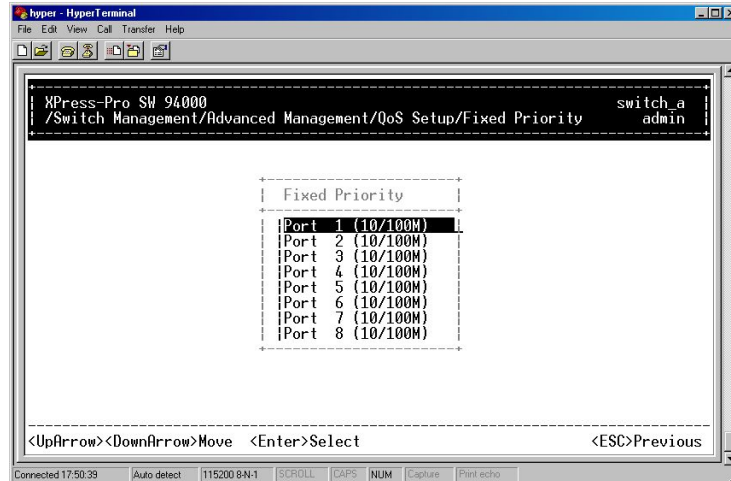 hyper - HyperTerminal
File Edit View Call Transfer Help
XPress-Pro SW 94000 switch_a
/Switch Management/Advanced Management/QoS Setup/Fixed Priority admin
Fixed Priority
Port 1 (10/100M)
Port 2 (10/100M)
Port 3 (10/100M)
Port 4 (10/100M)
Port 5 (10/100M)
Port 6 (10/100M)
Port 7 (10/100M)
Port 8 (10/100M)
<UpArrow><DownArrow>Move <Enter>Select <ESC>Previous
Connected 17:50:39 Auto detect 115200 8-N-1 SCROLL CAPS NUM Capture Print echo